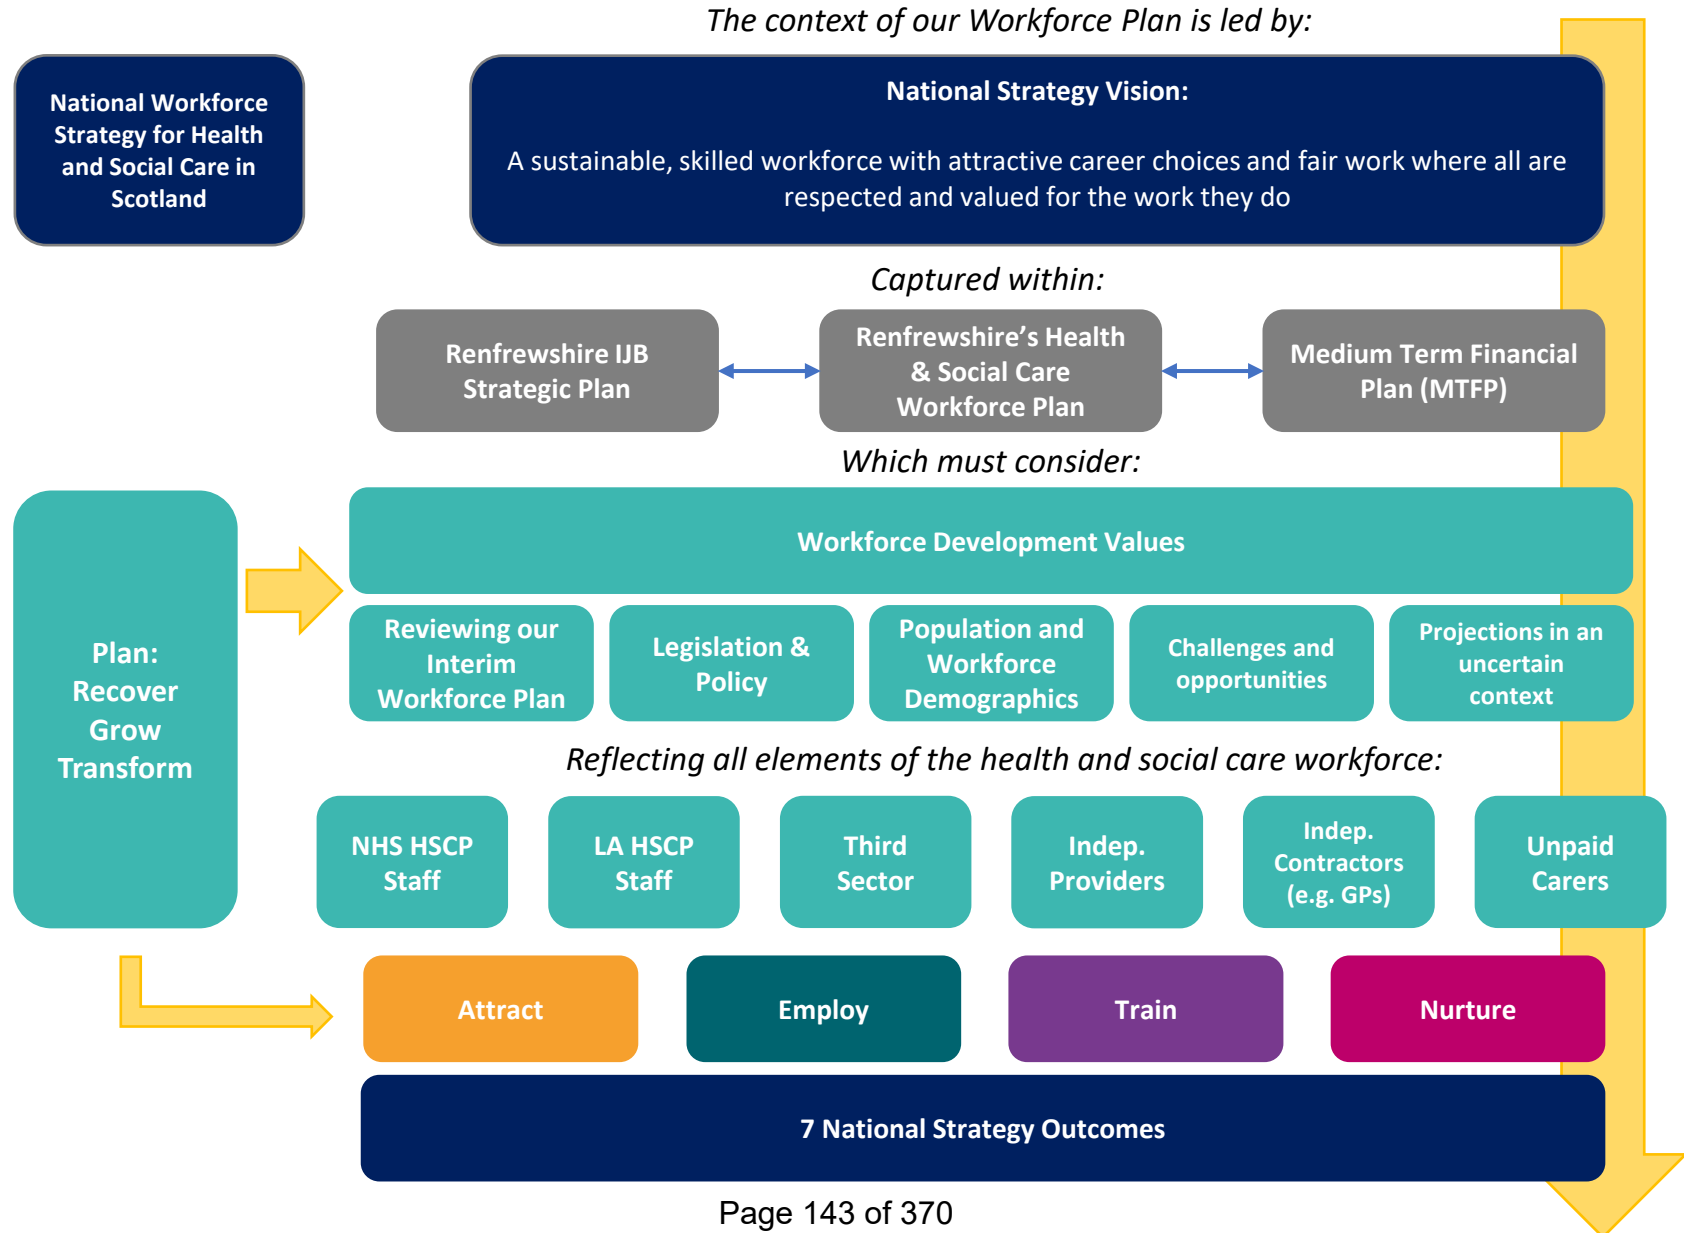 The context of our Workforce Plan is led by:
National Workforce
Strategy for Health
and Social Care in
Scotland
National Strategy Vision:
A sustainable, skilled workforce with attractive career choices and fair work where all are
respected and valued for the work they do
Captured within:
Renfrewshire IJB
Strategic Plan
Renfrewshire’s Health
& Social Care
Workforce Plan
Medium Term Financial
Plan (MTFP)
Which must consider:
Plan:
Recover
Grow
Transform
Workforce Development Values
Reviewing our
Interim
Workforce Plan
Legislation &
Policy
Population and
Workforce
Demographics
Challenges and
opportunities
Projections in an
uncertain
context
Reflecting all elements of the health and social care workforce:
NHS HSCP
Staff
LA HSCP
Staff
Third
Sector
Indep.
Providers
Indep.
Contractors
(e.g. GPs)
Unpaid
Carers
Attract
Employ
Train
Nurture
7 National Strategy Outcomes
Page 143 of 370